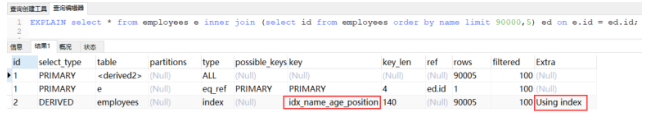 查询创建工具 查询编辑器
1 EXPLAIN select * from employees e inner join (select id from employees order by name limit 90000,5) ed on e.id = ed.id;
2
信息 结果1 概况 状态
id select_type table partitions type possible_keys key key_len ref rows filtered Extra
1 PRIMARY <derived2> (Null) ALL (Null) (Null) (Null) (Null) 90005 100 (Null)
1 PRIMARY e (Null) eq_ref PRIMARY PRIMARY 4 ed.id 1 100 (Null)
2 DERIVED employees (Null) index (Null) idx_name_age_position 140 (Null) 90005 100 Using index